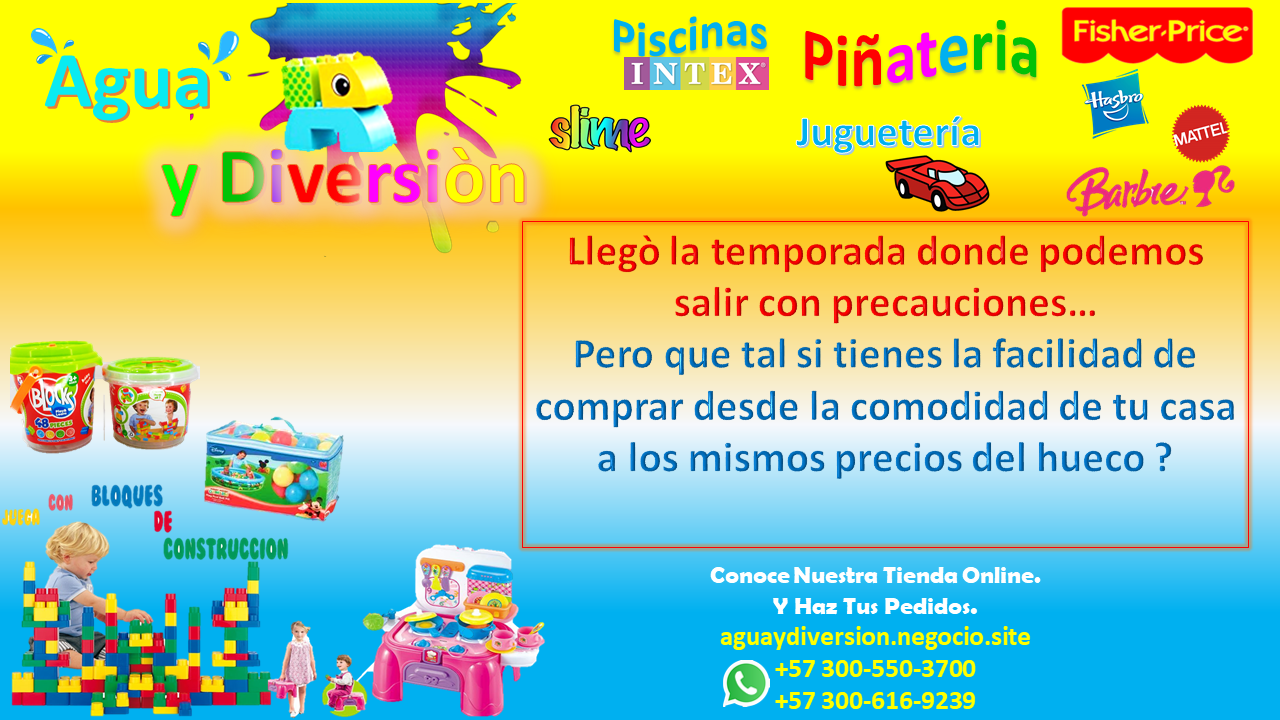 Agua
y Diversiòn
Piscinas
INTEX®
slime
Piñateria
Juguetería
Fisher-Price®
Hasbro
MATTEL
Barbie™
Llegò la temporada donde podemos
salir con precauciones...
Pero que tal si tienes la facilidad de
comprar desde la comodidad de tu casa
a los mismos precios del hueco ?
BLOCKS
48 PIECES
Disney
JUEGA CON BLOQUES
DE
CONSTRUCCION
Conoce Nuestra Tienda Online.
Y Haz Tus Pedidos.
aguaydiversion.negocio.site
+57 300-550-3700
+57 300-616-9239